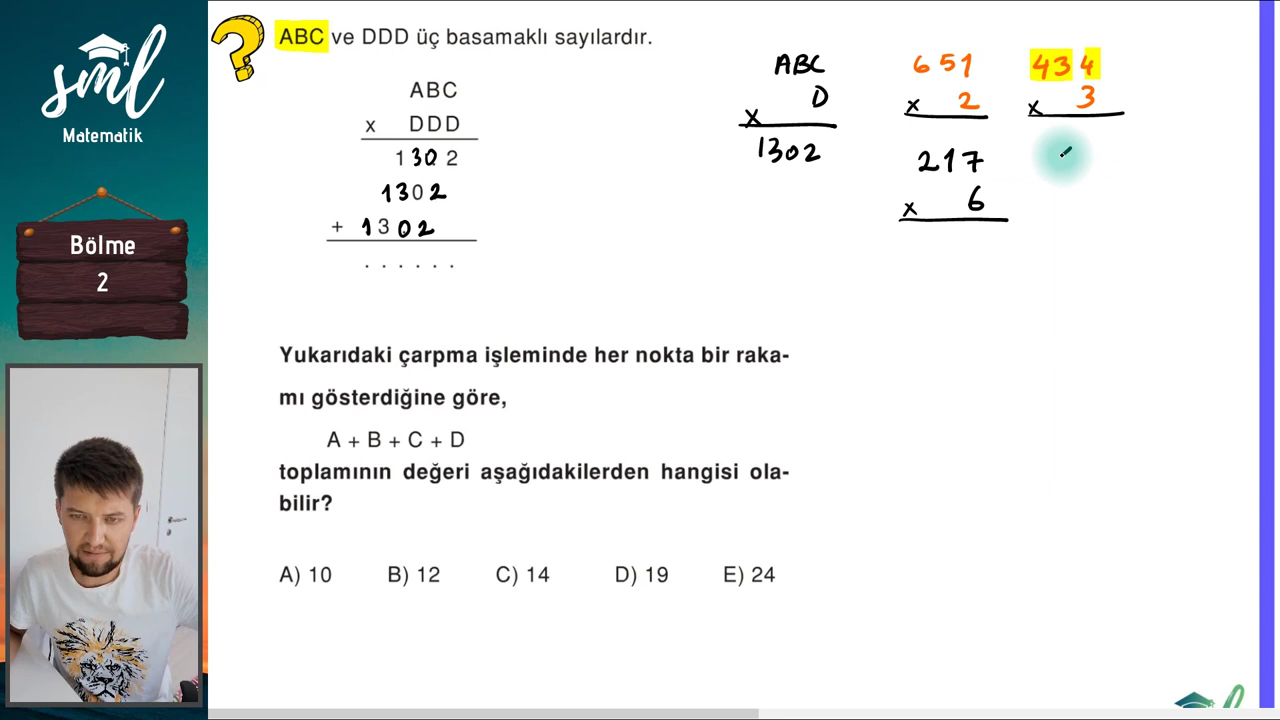 sml
Matematik
Bölme
2
?
ABC ve DDD üç basamaklı sayılardır.
ABC
x DDD
1302
1302
+ 1302
. . . . . .
ABC
x D
1302
651
x 2
217
x 6
434
x 3
Yukarıdaki çarpma işleminde her nokta bir raka-
mı gösterdiğine göre,
A + B + C + D
toplamının değeri aşağıdakilerden hangisi ola-
bilir?
A) 10 B) 12 C) 14 D) 19 E) 24